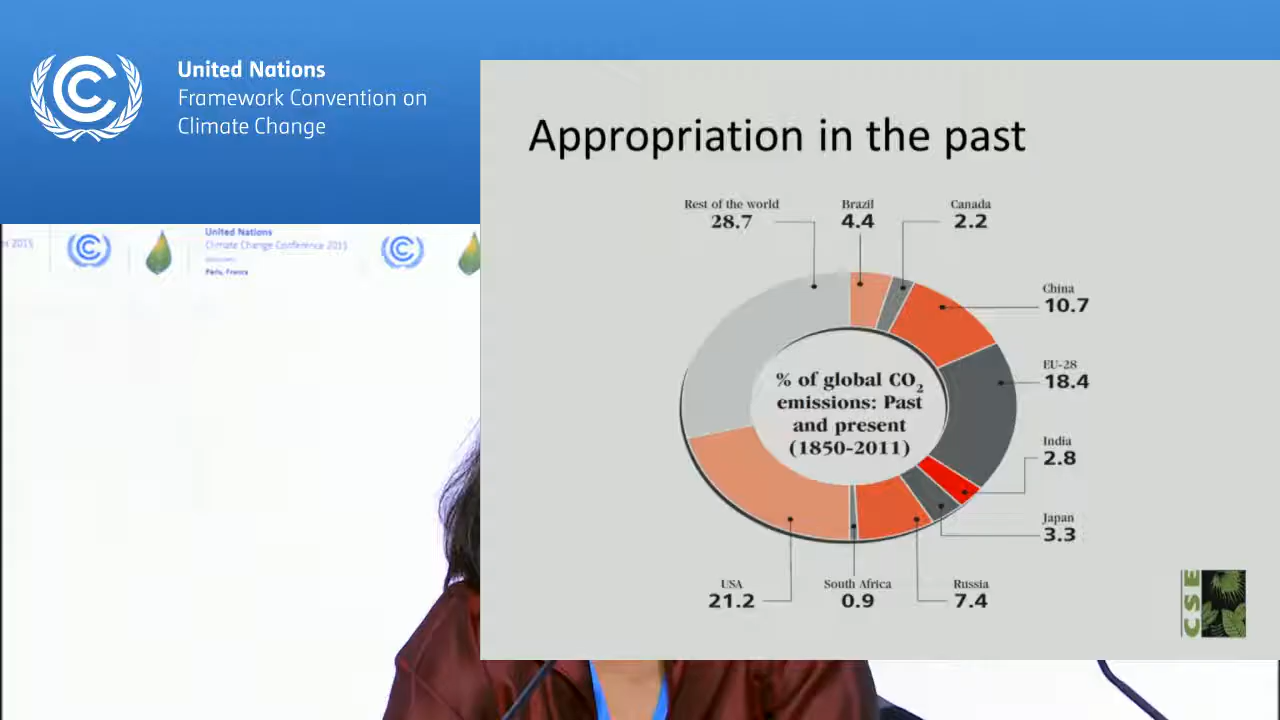 United Nations
Framework Convention on
Climate Change
Appropriation in the past
Rest of the world
28.7
Brazil
4.4
Canada
2.2
China
10.7
EU-28
18.4
India
2.8
Japan
3.3
Russia
7.4
South Africa
0.9
USA
21.2
% of global CO2
emissions: Past
and present
(1850-2011)
CSE
2015
United Nations
Climate Change Conference 2015
Paris, France